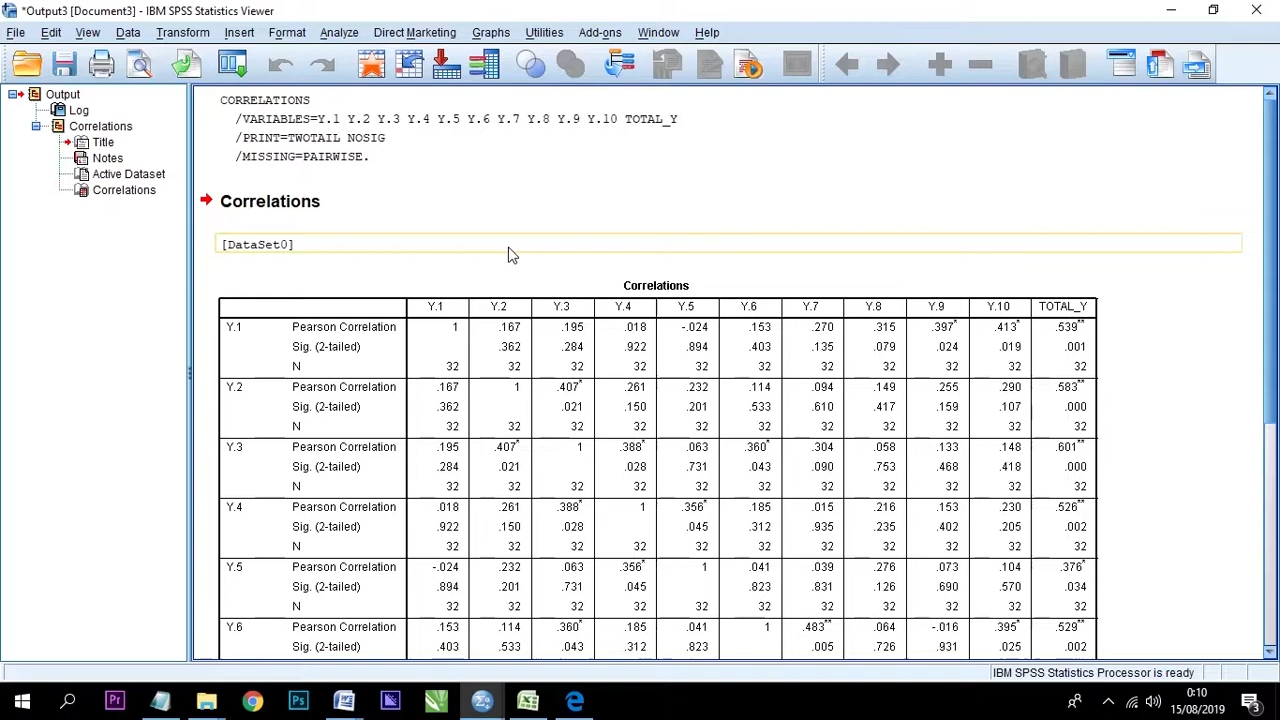 *Output3 [Document3] - IBM SPSS Statistics Viewer
File Edit View Data Transform Insert Format Analyze Direct Marketing Graphs Utilities Add-ons Window Help
Output
Log
Correlations
Title
Notes
Active Dataset
Correlations
CORRELATIONS
/VARIABLES=Y.1 Y.2 Y.3 Y.4 Y.5 Y.6 Y.7 Y.8 Y.9 Y.10 TOTAL_Y
/PRINT=TWOTAIL NOSIG
/MISSING=PAIRWISE.
Correlations
[DataSet0]
Correlations
Y.1 Y.2 Y.3 Y.4 Y.5 Y.6 Y.7 Y.8 Y.9 Y.10 TOTAL_Y
Y.1 Pearson Correlation 1 .167 .195 .018 -.024 .153 .270 .315 .397* .413* .539**
Sig. (2-tailed) .362 .284 .922 .894 .403 .135 .079 .024 .019 .001
N 32 32 32 32 32 32 32 32 32 32 32
Y.2 Pearson Correlation .167 1 .407* .261 .232 .114 .094 .149 .255 .290 .583**
Sig. (2-tailed) .362 .021 .150 .201 .533 .610 .417 .159 .107 .000
N 32 32 32 32 32 32 32 32 32 32 32
Y.3 Pearson Correlation .195 .407* 1 .388* .063 .360* .304 .058 .133 .148 .601**
Sig. (2-tailed) .284 .021 .028 .731 .043 .090 .753 .468 .418 .000
N 32 32 32 32 32 32 32 32 32 32 32
Y.4 Pearson Correlation .018 .261 .388* 1 .356* .185 .015 .216 .153 .230 .526**
Sig. (2-tailed) .922 .150 .028 .045 .312 .935 .235 .402 .205 .002
N 32 32 32 32 32 32 32 32 32 32 32
Y.5 Pearson Correlation -.024 .232 .063 .356* 1 .041 .039 .276 .073 .104 .376*
Sig. (2-tailed) .894 .201 .731 .045 .823 .831 .126 .690 .570 .034
N 32 32 32 32 32 32 32 32 32 32 32
Y.6 Pearson Correlation .153 .114 .360* .185 .041 1 .483** .064 -.016 .395* .529**
Sig. (2-tailed) .403 .533 .043 .312 .823 .005 .726 .931 .025 .002
IBM SPSS Statistics Processor is ready
Pr
Ps
0:10
15/08/2019
3